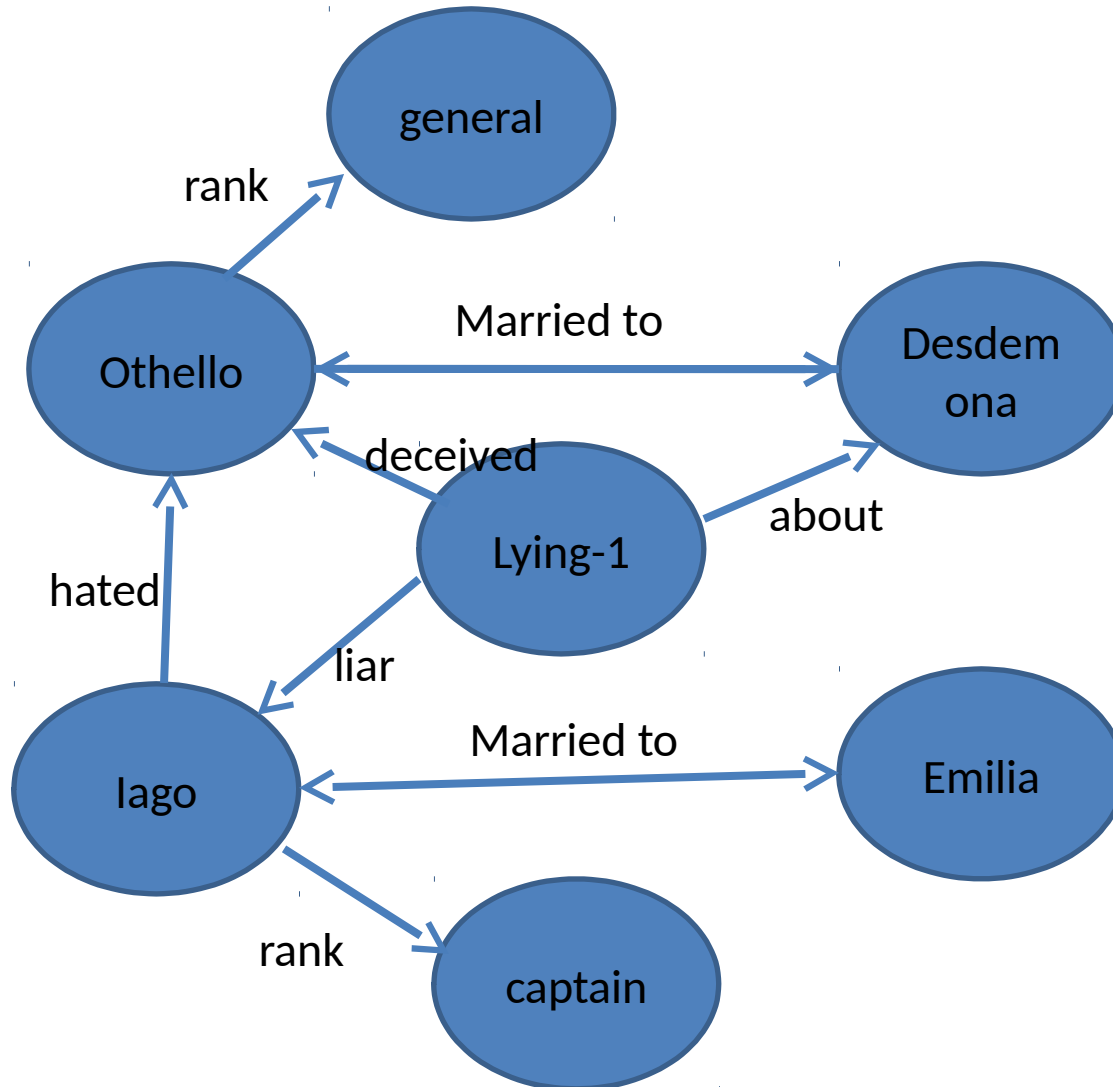 general
rank
Married to
Desdem
ona
Othello
deceived
about
Lying-1
hated
liar
Married to
Emilia
Iago
rank
captain